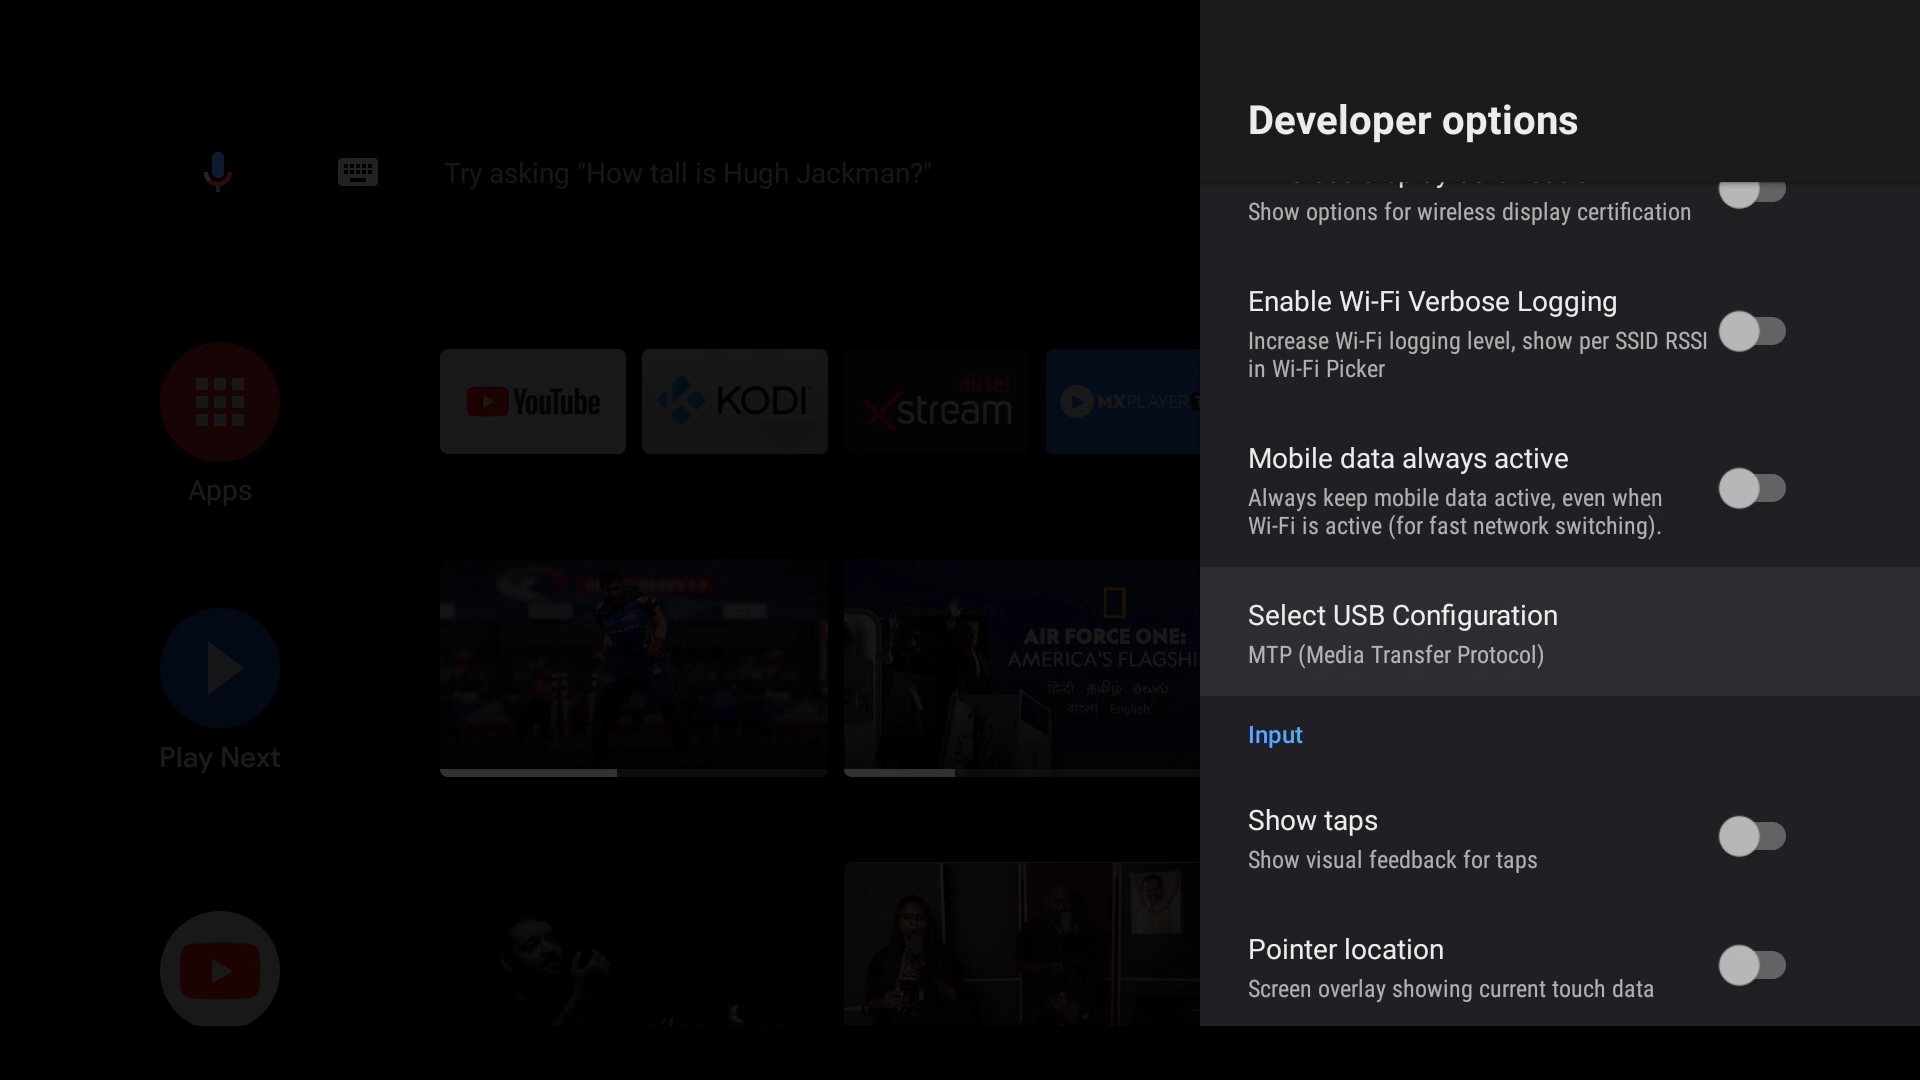 Try asking "How tall is Hugh Jackman?"
Apps
YouTube
KODI
airtel
Xstream
MXPLAYER
Play Next
AIR FORCE ONE:
AMERICA'S FLAGSHI
हिन्दी தமிழ் తెలుగు
বাংলা English
Developer options
Show options for wireless display certification
Enable Wi-Fi Verbose Logging
Increase Wi-Fi logging level, show per SSID RSSI
in Wi-Fi Picker
Mobile data always active
Always keep mobile data active, even when
Wi-Fi is active (for fast network switching).
Select USB Configuration
MTP (Media Transfer Protocol)
Input
Show taps
Show visual feedback for taps
Pointer location
Screen overlay showing current touch data